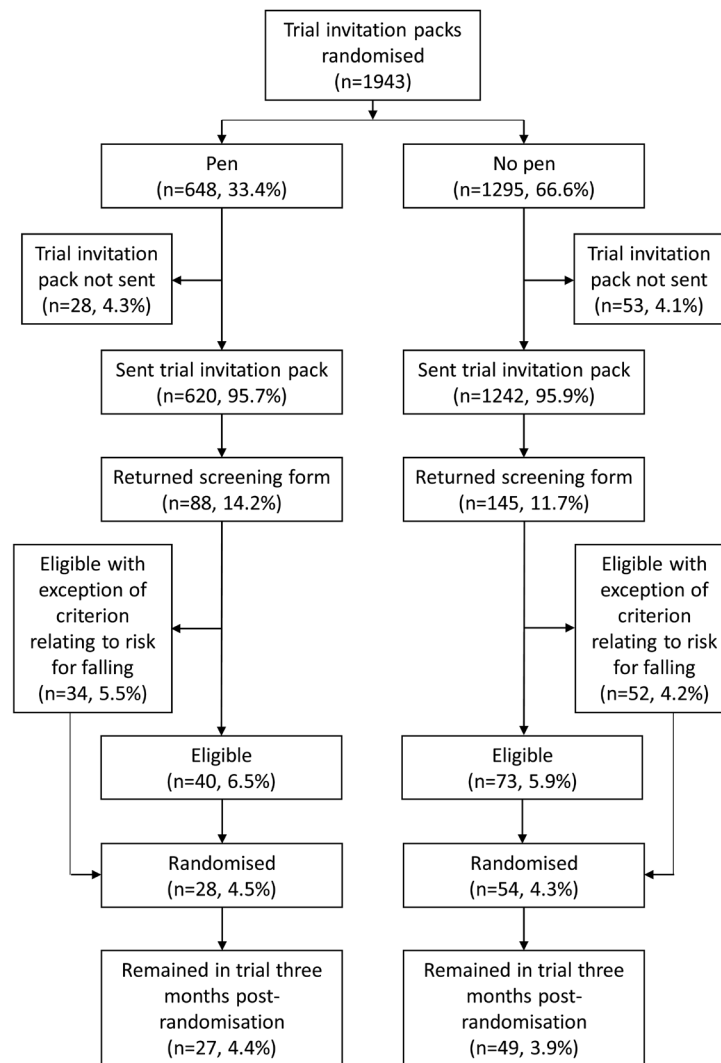 Trial invitation packs
randomised
(n=1943)
Pen
(n=648, 33.4%)
No pen
(n=1295, 66.6%)
Trial invitation
pack not sent
(n=28, 4.3%)
Trial invitation
pack not sent
(n=53, 4.1%)
Sent trial invitation pack
(n=620, 95.7%)
Sent trial invitation pack
(n=1242, 95.9%)
Returned screening form
(n=88, 14.2%)
Returned screening form
(n=145, 11.7%)
Eligible with
exception of
criterion
relating to risk
for falling
(n=34, 5.5%)
Eligible with
exception of
criterion
relating to risk
for falling
(n=52, 4.2%)
Eligible
(n=40, 6.5%)
Eligible
(n=73, 5.9%)
Randomised
(n=28, 4.5%)
Randomised
(n=54, 4.3%)
Remained in trial three
months post-
randomisation
(n=27, 4.4%)
Remained in trial three
months post-
randomisation
(n=49, 3.9%)